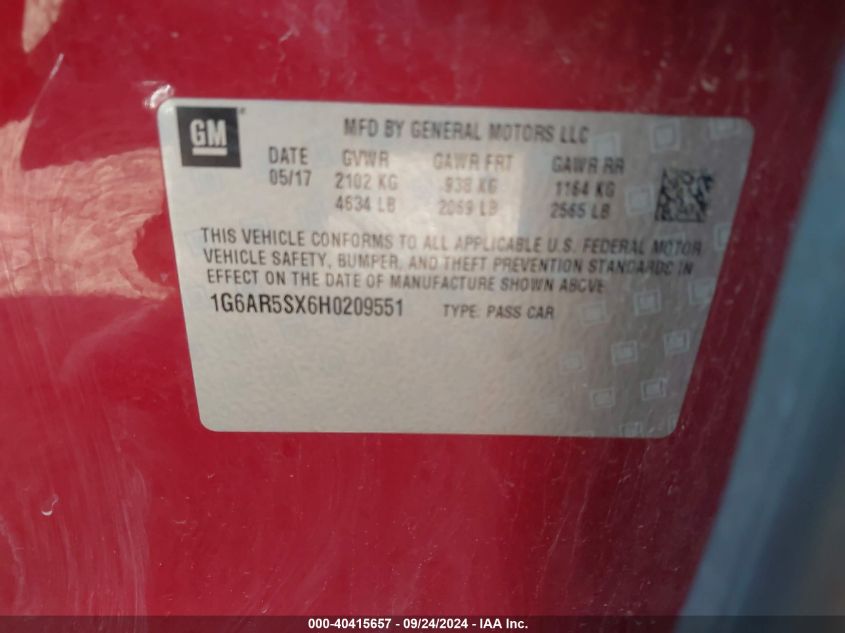 GM
MFD BY GENERAL MOTORS LLC
DATE GVWR GAWR FRT GAWR RR
05/17 2102 KG 938 KG 1164 KG
4634 LB 2069 LB 2565 LB
THIS VEHICLE CONFORMS TO ALL APPLICABLE U.S. FEDERAL MOTOR
VEHICLE SAFETY, BUMPER, AND THEFT PREVENTION STANDARDS IN
EFFECT ON THE DATE OF MANUFACTURE SHOWN ABOVE
1G6AR5SX6H0209551 TYPE: PASS CAR
000-40415657 - 09/24/2024 - IAA Inc.